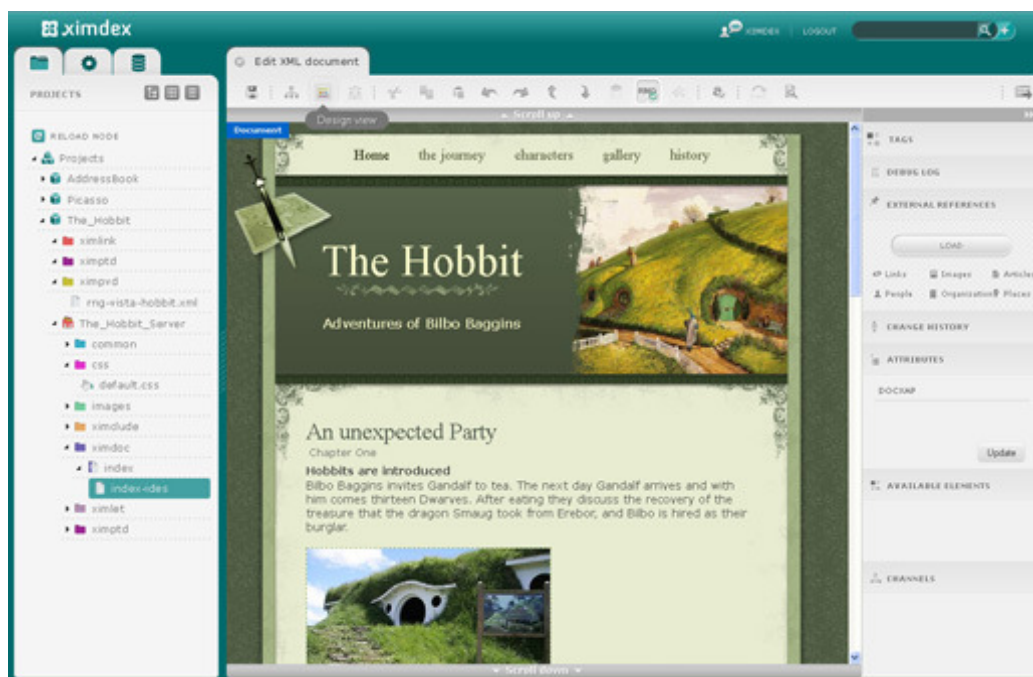 ximdex
XIMDEX
LOGOUT
Edit XML document
PROJECTS
RELOAD NODE
Projects
AddressBook
Picasso
The_Hobbit
ximlink
ximptd
ximpvd
rng-vista-hobbit.xml
The_Hobbit_Server
common
css
default.css
images
ximclude
ximdoc
index
index-ides
ximlet
ximptd
Scroll up
Design view
Document
Home the journey characters gallery history
The Hobbit
Adventures of Bilbo Baggins
An unexpected Party
Chapter One
Hobbits are introduced
Bilbo Baggins invites Gandalf to tea. The next day Gandalf arrives and with
him comes thirteen Dwarves. After eating they discuss the recovery of the
treasure that the dragon Smaug took from Erebor, and Bilbo is hired as their
burglar.
Scroll down
TAGS
DEBUG LOG
EXTERNAL REFERENCES
LOAD
Links Images Articles
People Organization Places
CHANGE HISTORY
ATTRIBUTES
DOCXAP
Update
AVAILABLE ELEMENTS
CHANNELS